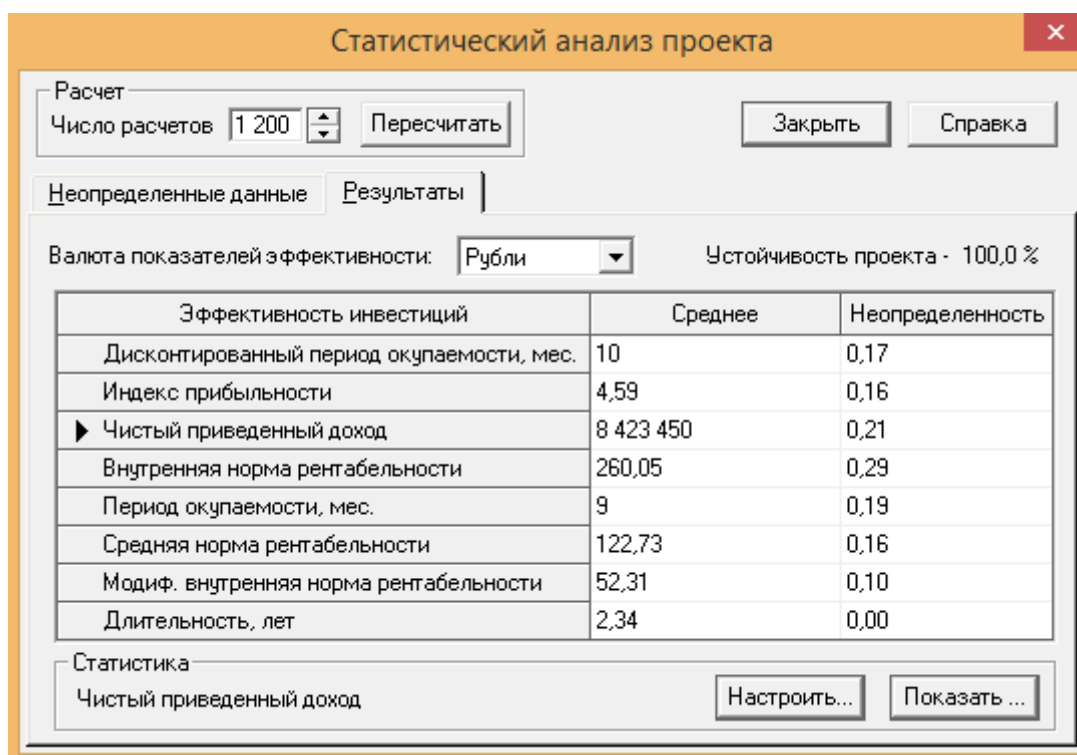 Статистический анализ проекта
Расчет
Число расчетов 1 200 Пересчитать Закрыть Справка
Неопределенные данные Результаты
Валюта показателей эффективности: Рубли Устойчивость проекта - 100,0 %
Эффективность инвестиций Среднее Неопределенность
Дисконтированный период окупаемости, мес. 10 0,17
Индекс прибыльности 4,59 0,16
Чистый приведенный доход 8 423 450 0,21
Внутренняя норма рентабельности 260,05 0,29
Период окупаемости, мес. 9 0,19
Средняя норма рентабельности 122,73 0,16
Модиф. внутренняя норма рентабельности 52,31 0,10
Длительность, лет 2,34 0,00
Статистика
Чистый приведенный доход Настроить... Показать ...